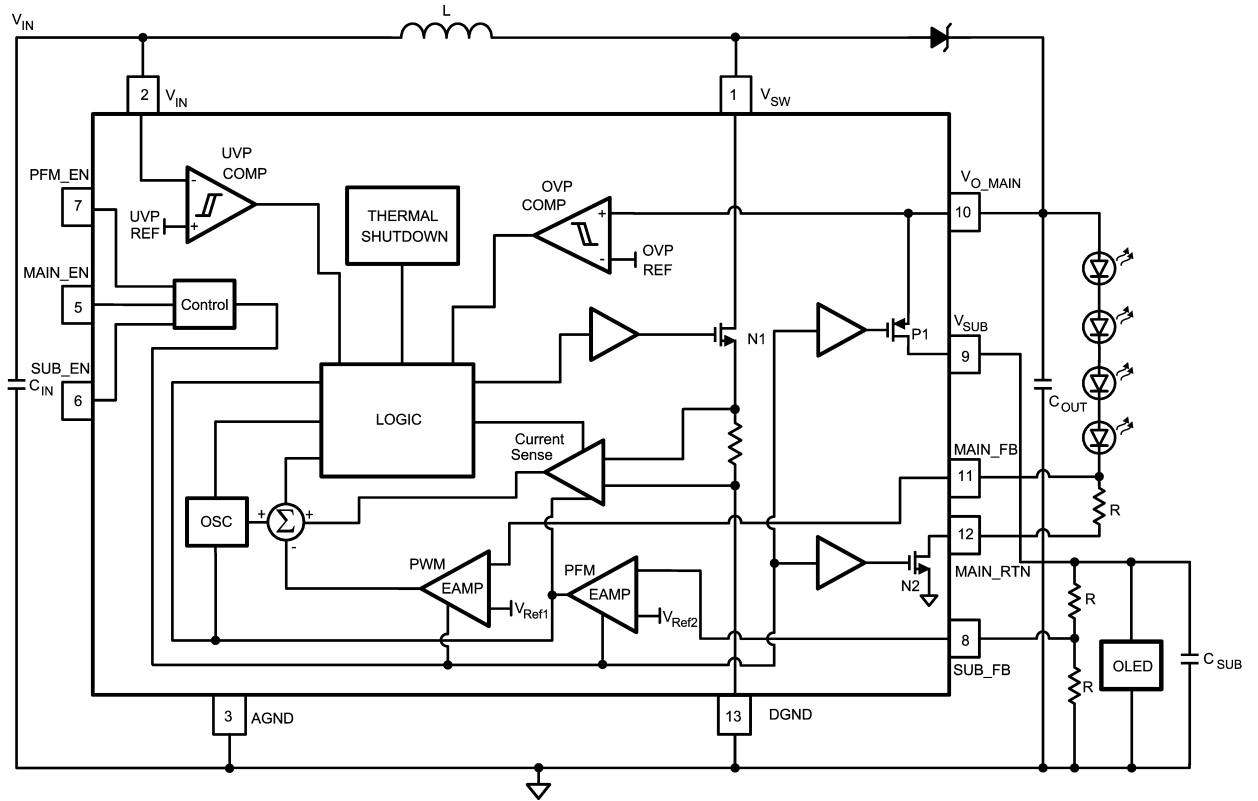 V_IN
L
2
V_IN
1
V_SW
PFM_EN
7
UVP
COMP
-
UVP
REF
+
THERMAL
SHUTDOWN
OVP
COMP
+
-
OVP
REF
V_O_MAIN
10
MAIN_EN
5
Control
N1
P1
V_SUB
9
SUB_EN
6
C_IN
LOGIC
C_OUT
Current
Sense
MAIN_FB
11
OSC
+
Σ
+
-
R
12
MAIN_RTN
PWM
EAMP
V_Ref1
PFM
EAMP
V_Ref2
N2
R
8
SUB_FB
R
OLED
C_SUB
3
AGND
13
DGND